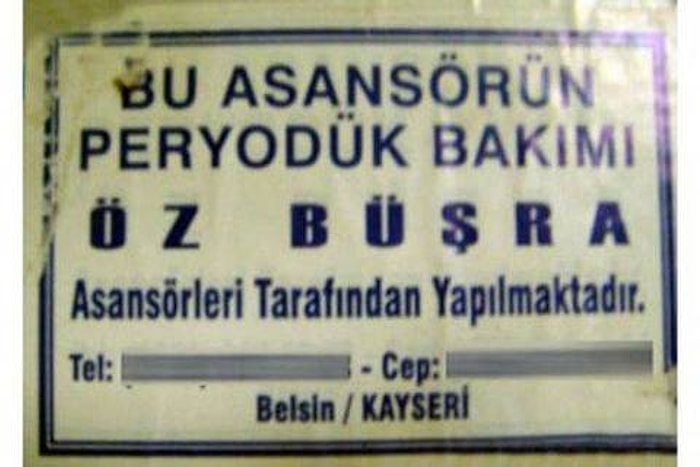 BU ASANSÖRÜN
PERYODÜK BAKIMI
ÖZ BÜŞRA
Asansörleri Tarafından Yapılmaktadır.
Tel: - Cep:
Belsin / KAYSERİ